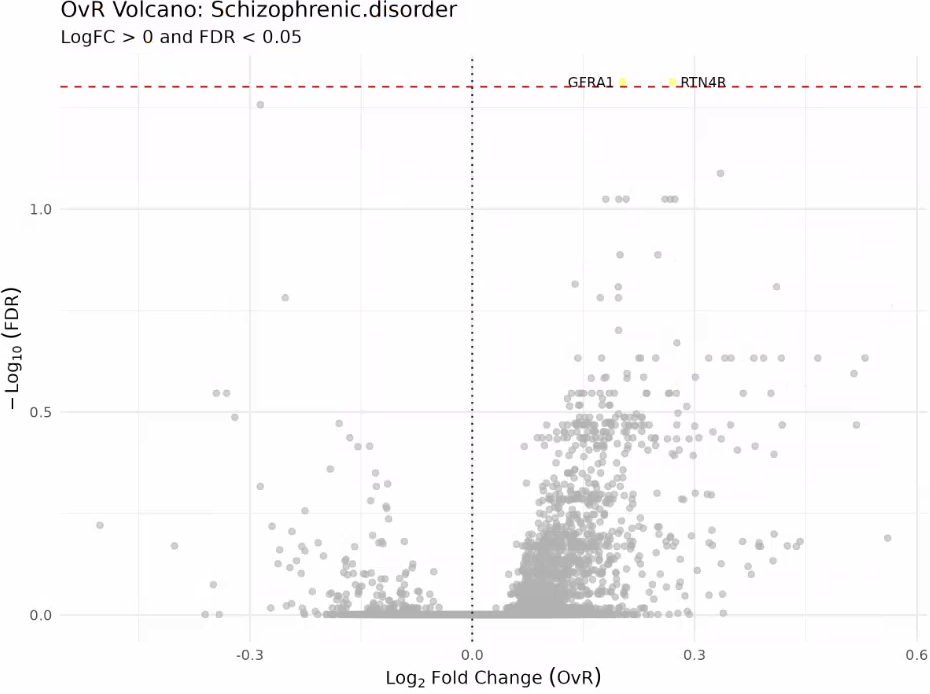 OvR Volcano: Schizophrenic.disorder
LogFC > 0 and FDR < 0.05
GFRA1
RTN4R
1.0
0.5
0.0
−Log10 (FDR)
-0.3
0.0
0.3
0.6
Log2 Fold Change (OvR)